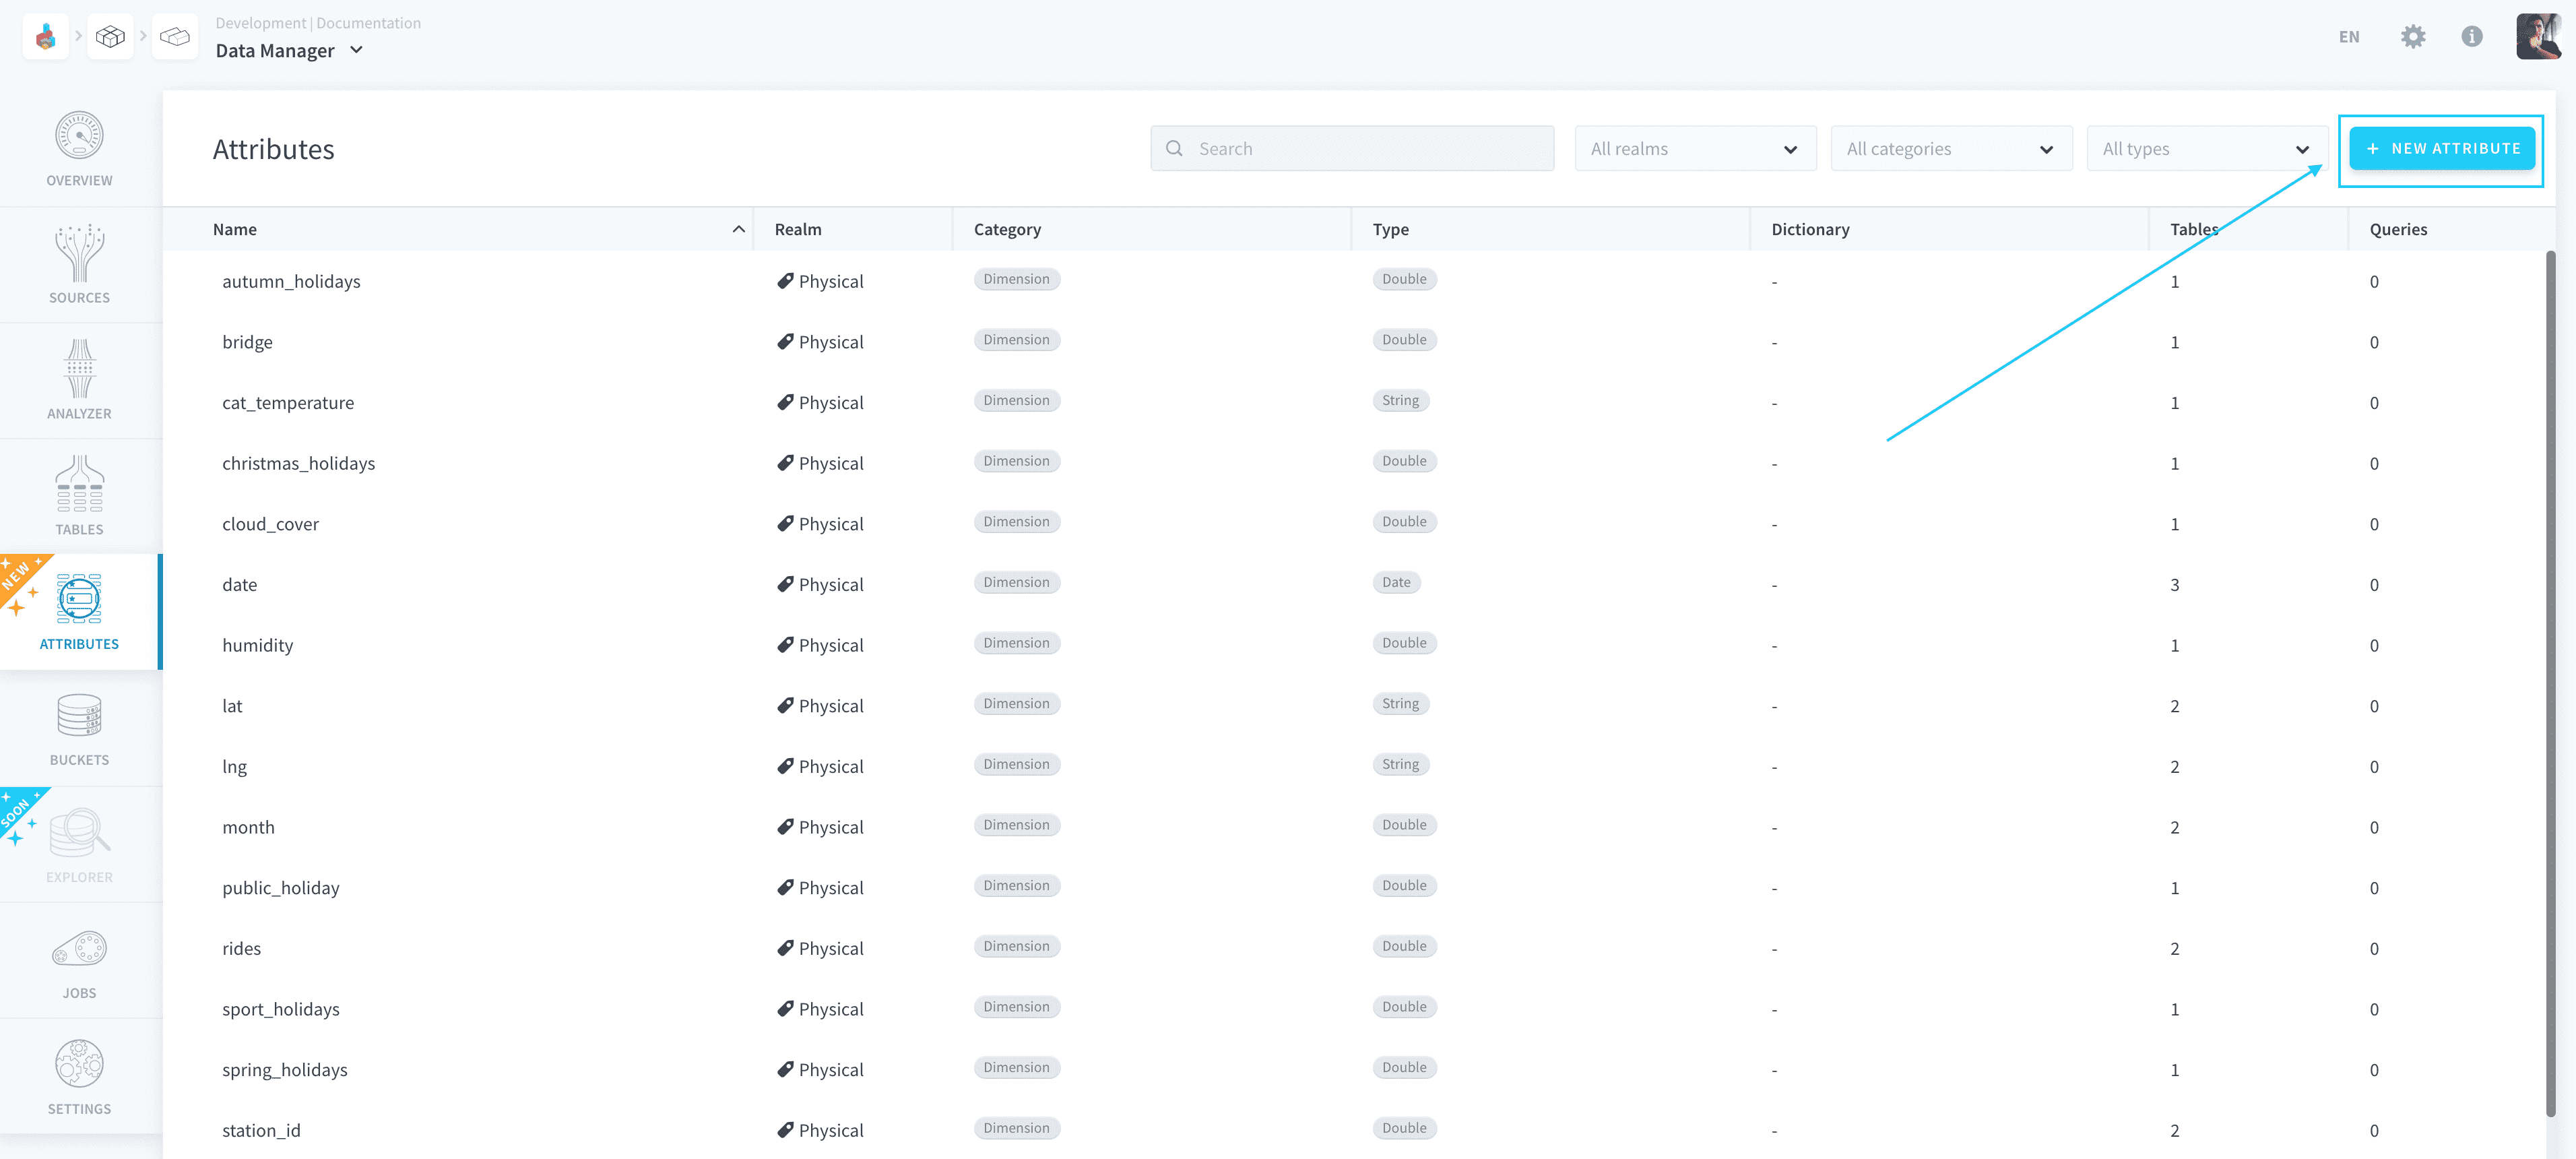 Development | Documentation
Data Manager
EN
OVERVIEW
SOURCES
ANALYZER
TABLES
NEW
ATTRIBUTES
BUCKETS
SOON
EXPLORER
JOBS
SETTINGS
Attributes
Search
All realms
All categories
All types
+ NEW ATTRIBUTE
Name Realm Category Type Dictionary Tables Queries
autumn_holidays Physical Dimension Double - 1 0
bridge Physical Dimension Double - 1 0
cat_temperature Physical Dimension String - 1 0
christmas_holidays Physical Dimension Double - 1 0
cloud_cover Physical Dimension Double - 1 0
date Physical Dimension Date - 3 0
humidity Physical Dimension Double - 1 0
lat Physical Dimension String - 2 0
lng Physical Dimension String - 2 0
month Physical Dimension Double - 2 0
public_holiday Physical Dimension Double - 1 0
rides Physical Dimension Double - 2 0
sport_holidays Physical Dimension Double - 1 0
spring_holidays Physical Dimension Double - 1 0
station_id Physical Dimension Double - 2 0